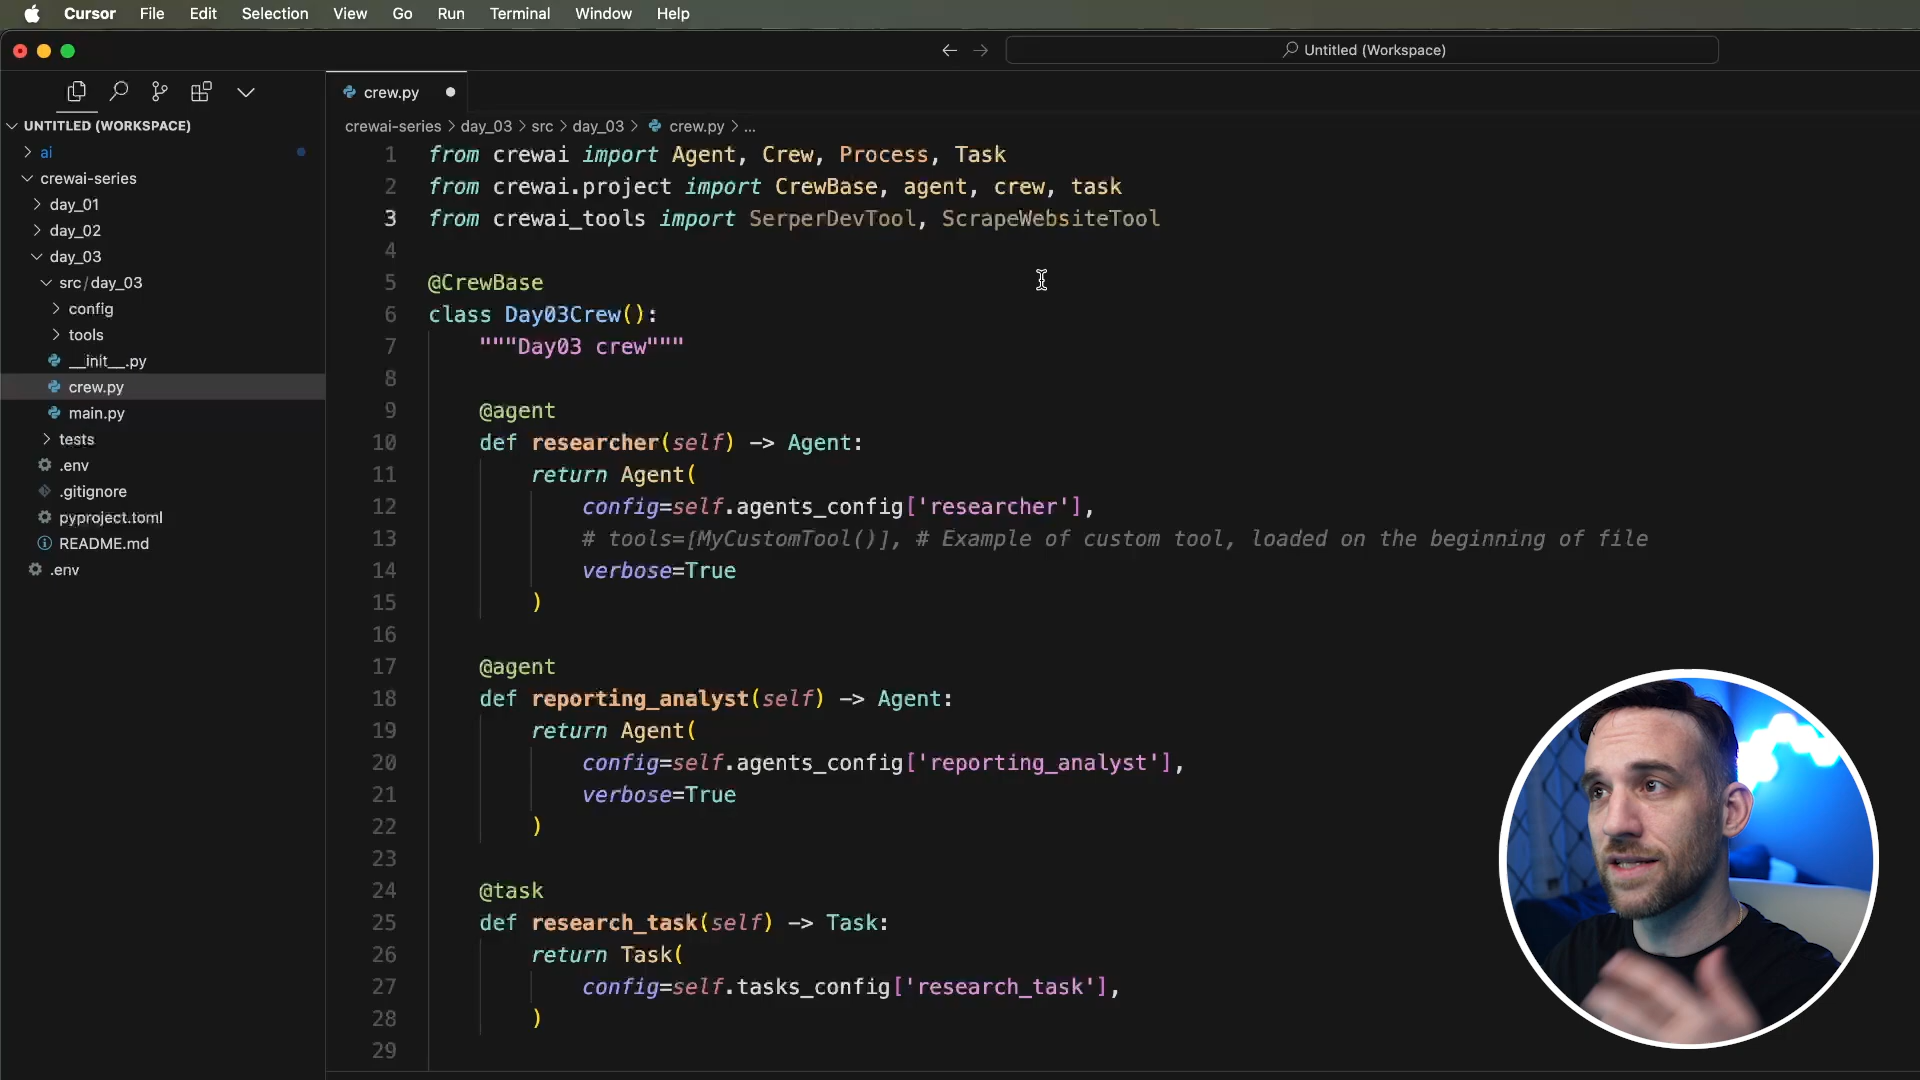 Cursor File Edit Selection View Go Run Terminal Window Help
Untitled (Workspace)
crew.py
UNTITLED (WORKSPACE)
ai
crewai-series
day_01
day_02
day_03
src/day_03
config
tools
__init__.py
crew.py
main.py
tests
.env
.gitignore
pyproject.toml
README.md
.env
crewai-series > day_03 > src > day_03 > crew.py > ...
1 from crewai import Agent, Crew, Process, Task
2 from crewai.project import CrewBase, agent, crew, task
3 from crewai_tools import SerperDevTool, ScrapeWebsiteTool
4
5 @CrewBase
6 class Day03Crew():
7 """Day03 crew"""
8
9 @agent
10 def researcher(self) -> Agent:
11 return Agent(
12 config=self.agents_config['researcher'],
13 # tools=[MyCustomTool()], # Example of custom tool, loaded on the beginning of file
14 verbose=True
15 )
16
17 @agent
18 def reporting_analyst(self) -> Agent:
19 return Agent(
20 config=self.agents_config['reporting_analyst'],
21 verbose=True
22 )
23
24 @task
25 def research_task(self) -> Task:
26 return Task(
27 config=self.tasks_config['research_task'],
28 )
29